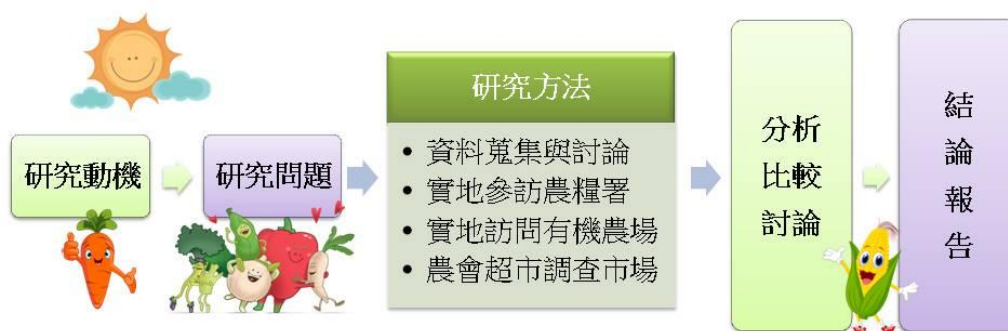 研究動機
研究問題
研究方法
• 資料蒐集與討論
• 實地參訪農糧署
• 實地訪問有機農場
• 農會超市調查市場
分析
比較
討論
結
論
報
告